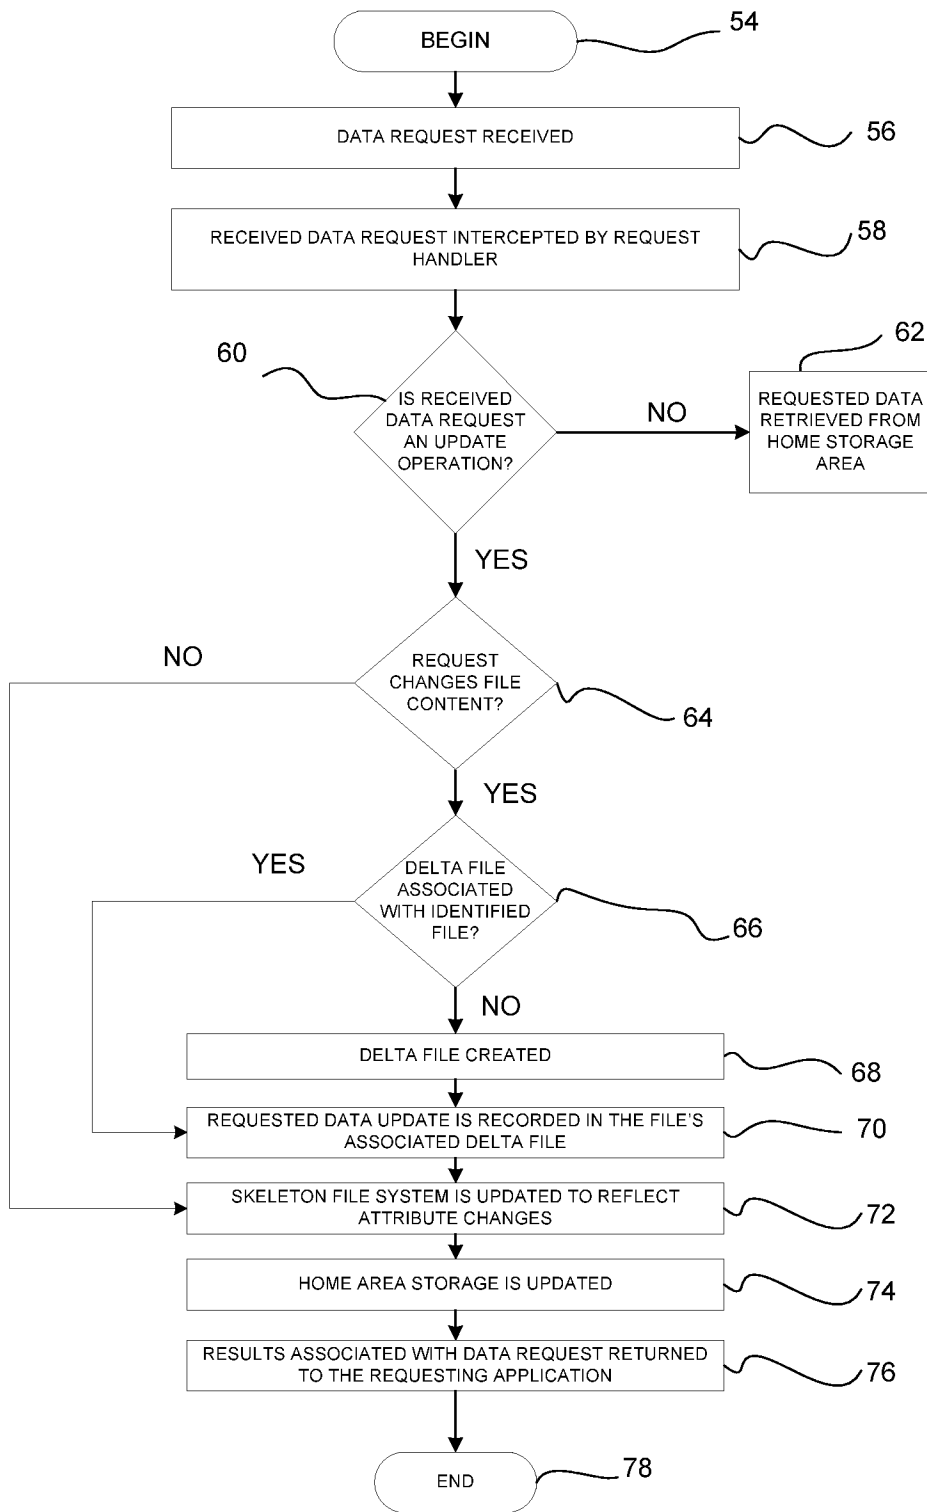 BEGIN
54
DATA REQUEST RECEIVED
56
RECEIVED DATA REQUEST INTERCEPTED BY REQUEST
HANDLER
58
60
IS RECEIVED
DATA REQUEST
AN UPDATE
OPERATION?
NO
62
REQUESTED DATA
RETRIEVED FROM
HOME STORAGE
AREA
YES
NO
REQUEST
CHANGES FILE
CONTENT?
64
YES
YES
DELTA FILE
ASSOCIATED
WITH IDENTIFIED
FILE?
66
NO
DELTA FILE CREATED
68
REQUESTED DATA UPDATE IS RECORDED IN THE FILE'S
ASSOCIATED DELTA FILE
70
SKELETON FILE SYSTEM IS UPDATED TO REFLECT
ATTRIBUTE CHANGES
72
HOME AREA STORAGE IS UPDATED
74
RESULTS ASSOCIATED WITH DATA REQUEST RETURNED
TO THE REQUESTING APPLICATION
76
END
78